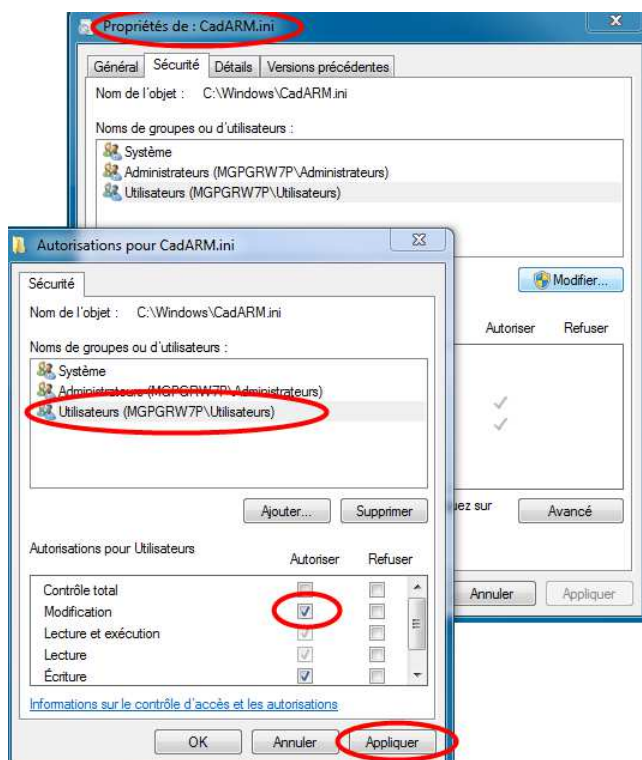 Propriétés de : CadARM.ini
Général Sécurité Détails Versions précédentes
Nom de l'objet : C:\Windows\CadARM.ini
Noms de groupes ou d'utilisateurs :
Système
Administrateurs (MGPGRW7P\Administrateurs)
Utilisateurs (MGPGRW7P\Utilisateurs)
Modifier...
Autoriser Refuser
uez sur Avancé
Annuler Appliquer
Autorisations pour CadARM.ini
Sécurité
Nom de l'objet : C:\Windows\CadARM.ini
Noms de groupes ou d'utilisateurs :
Système
Administrateurs (MGPGRW7P\Administrateurs)
Utilisateurs (MGPGRW7P\Utilisateurs)
Ajouter... Supprimer
Autorisations pour Utilisateurs Autoriser Refuser
Contrôle total
Modification
Lecture et exécution
Lecture
Écriture
Informations sur le contrôle d'accès et les autorisations
OK Annuler Appliquer